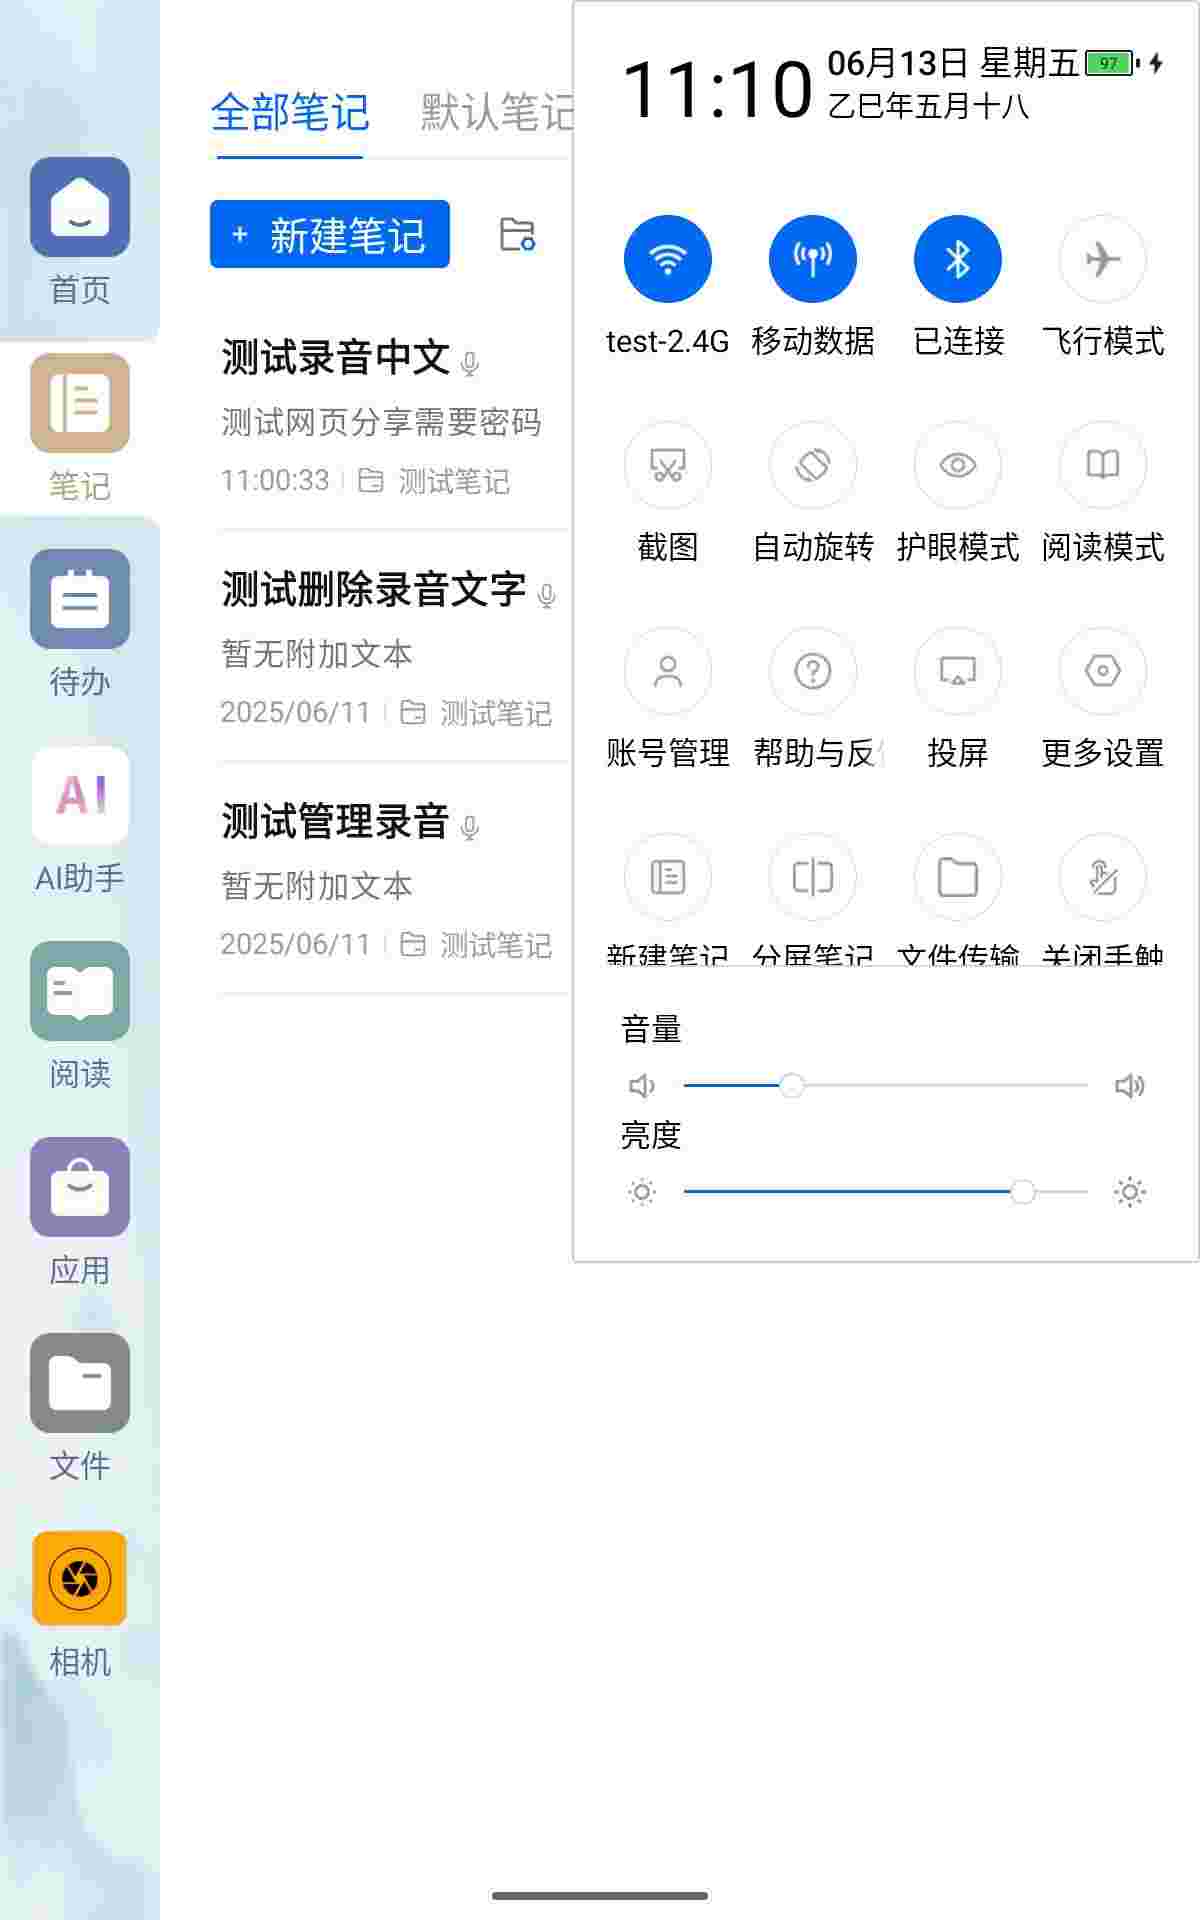 首页
笔记
待办
AI
AI助手
阅读
应用
文件
相机
全部笔记
默认笔记
+ 新建笔记
测试录音中文
测试网页分享需要密码
11:00:33 测试笔记
测试删除录音文字
暂无附加文本
2025/06/11 测试笔记
测试管理录音
暂无附加文本
2025/06/11 测试笔记
11:10
06月13日 星期五 97
乙巳年五月十八
test-2.4G 移动数据 已连接 飞行模式
截图 自动旋转 护眼模式 阅读模式
账号管理 帮助与反 投屏 更多设置
新建笔记 分屏笔记 文件传输 关闭手触
音量
亮度